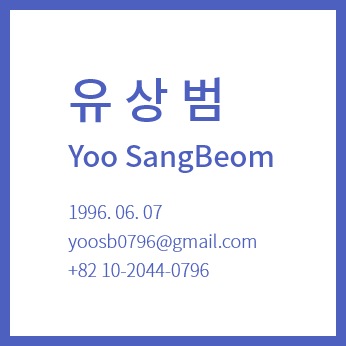 유 상 범
Yoo SangBeom
1996. 06. 07
yoosb0796@gmail.com
+82 10-2044-0796